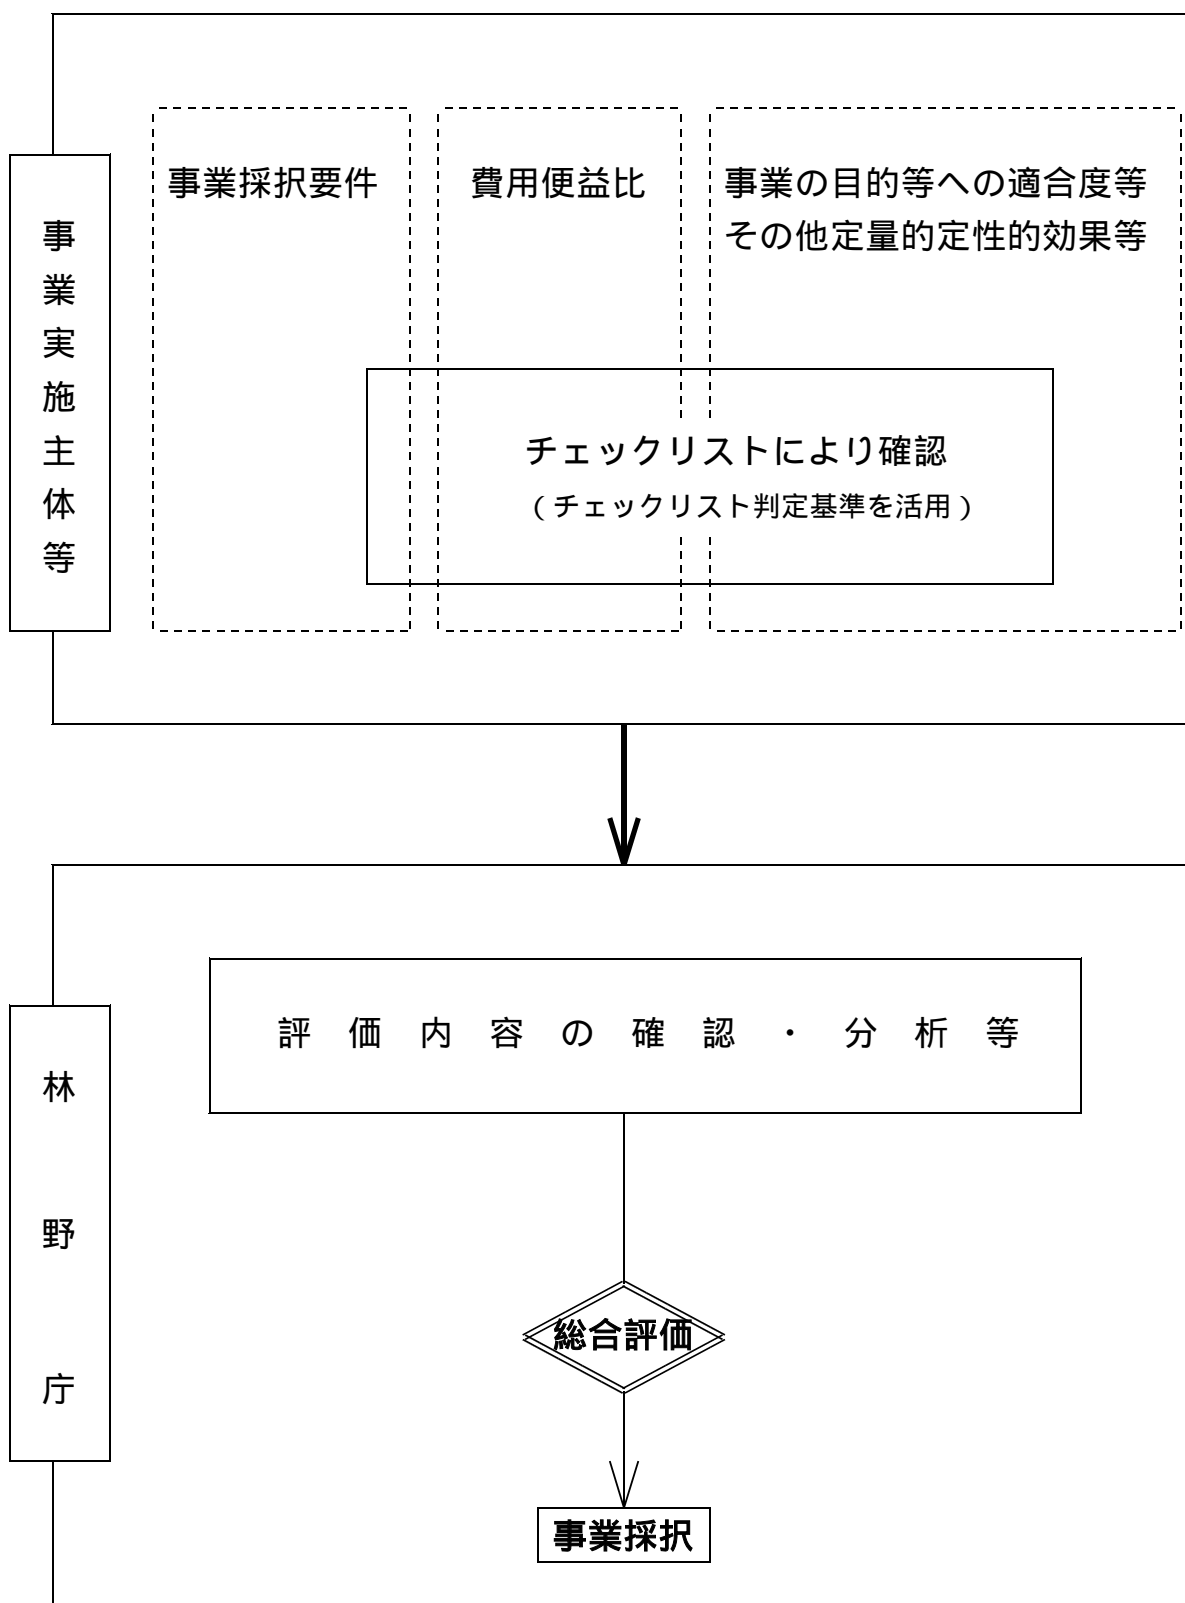 事業実施主体等
事業採択要件
費用便益比
事業の目的等への適合度等
その他定量的定性的効果等
チェックリストにより確認
(チェックリスト判定基準を活用)
林野庁
評価内容の確認・分析等
総合評価
事業採択